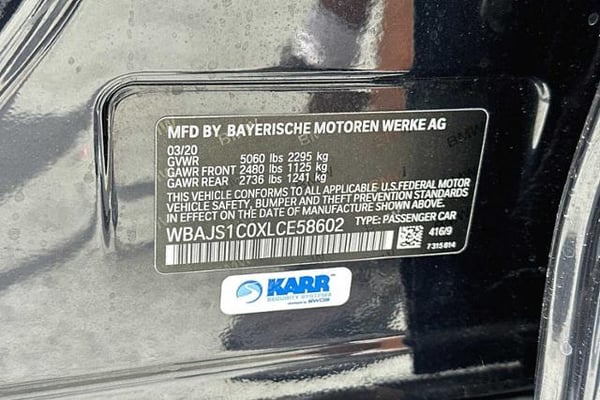 MFD BY BAYERISCHE MOTOREN WERKE AG
03/20
GVWR 5060 lbs 2295 kg
GAWR FRONT 2480 lbs 1125 kg
GAWR REAR 2736 lbs 1241 kg
THIS VEHICLE CONFORMS TO ALL APPLICABLE U.S. FEDERAL MOTOR
VEHICLE SAFETY, BUMPER AND THEFT PREVENTION STANDARDS
IN EFFECT ON THE DATE OF MANUFACTURE SHOWN ABOVE.
WBAJS1C0XLCE58602 TYPE: PASSENGER CAR
416/9
7315814
KARR
SECURITY SYSTEMS